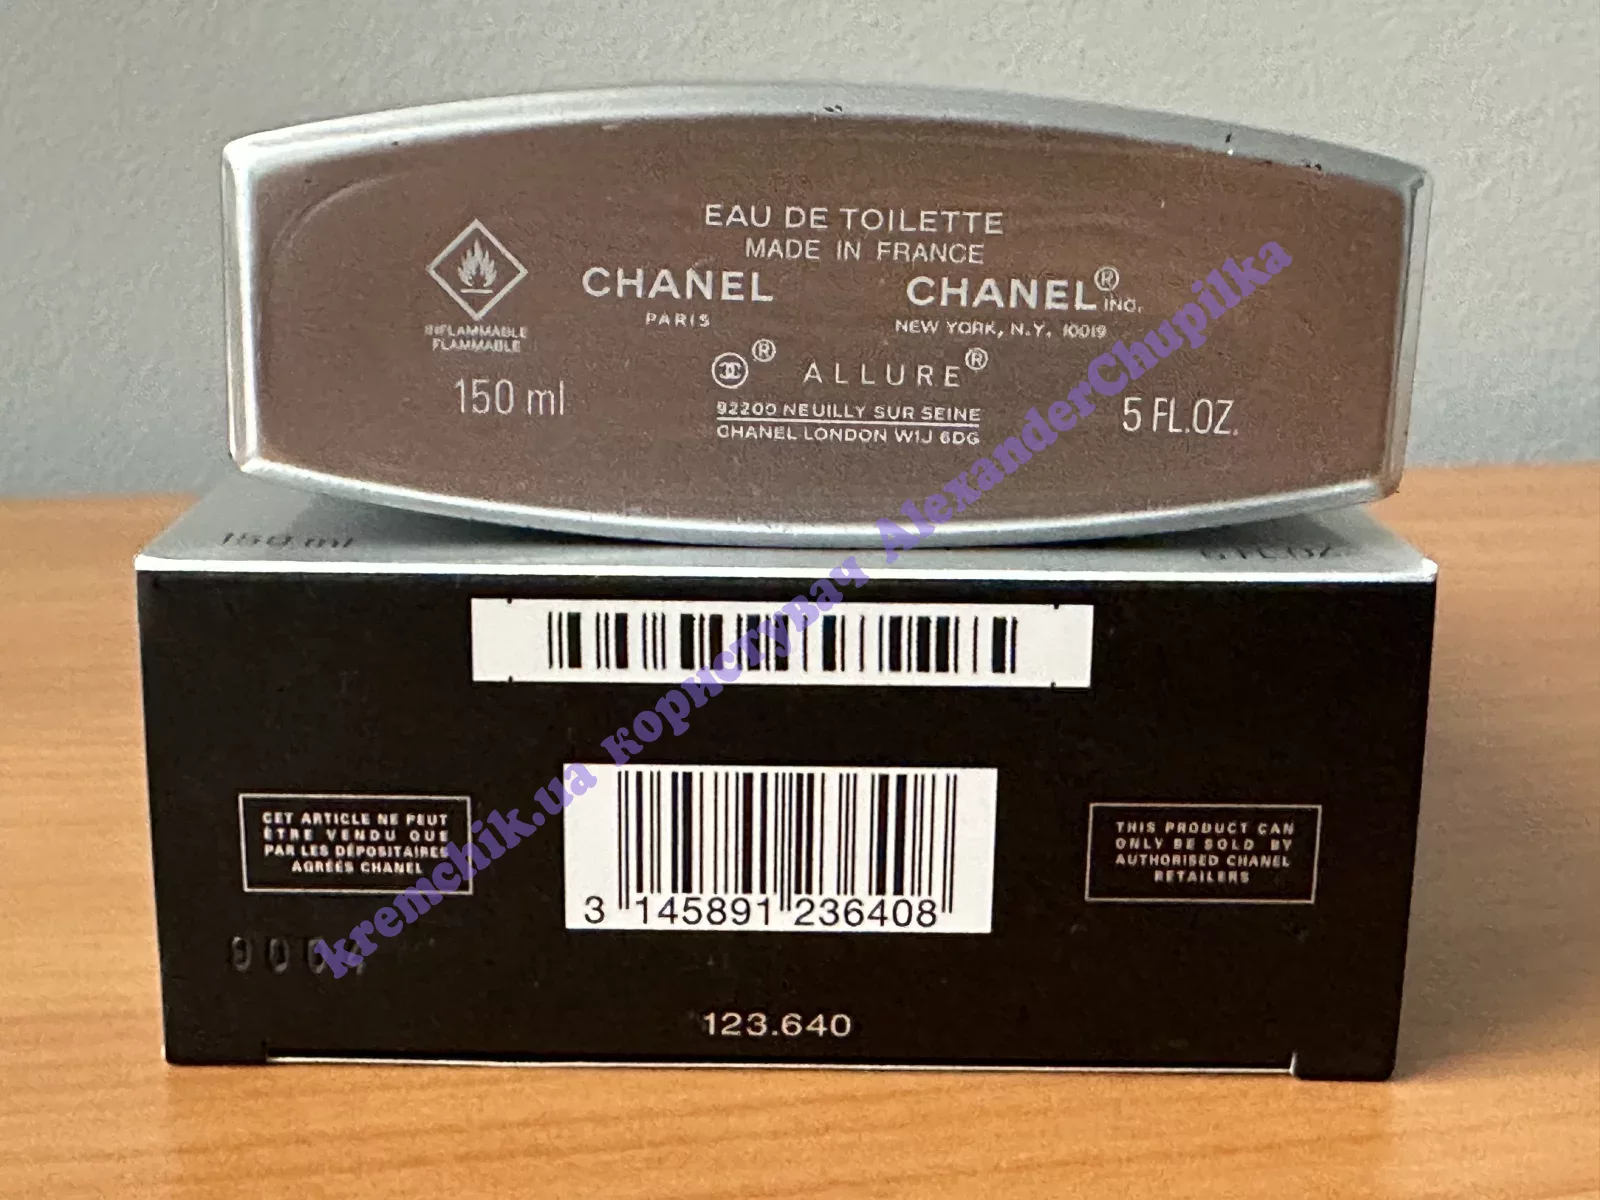 EAU DE TOILETTE
MADE IN FRANCE
CHANEL
PARIS
CHANEL® INC.
NEW YORK, N.Y. 10019
INFLAMMABLE
FLAMMABLE
® ALLURE®
150 ml
92200 NEUILLY SUR SEINE
CHANEL LONDON W1J 6DG
5 FL.OZ.
150 ml
CET ARTICLE NE PEUT
ÊTRE VENDU QUE
PAR LES DÉPOSITAIRES
AGRÉÉS CHANEL
3 145891 236408
THIS PRODUCT CAN
ONLY BE SOLD BY
AUTHORISED CHANEL
RETAILERS
123.640
kremchik.ua користувач AlexanderChupilka